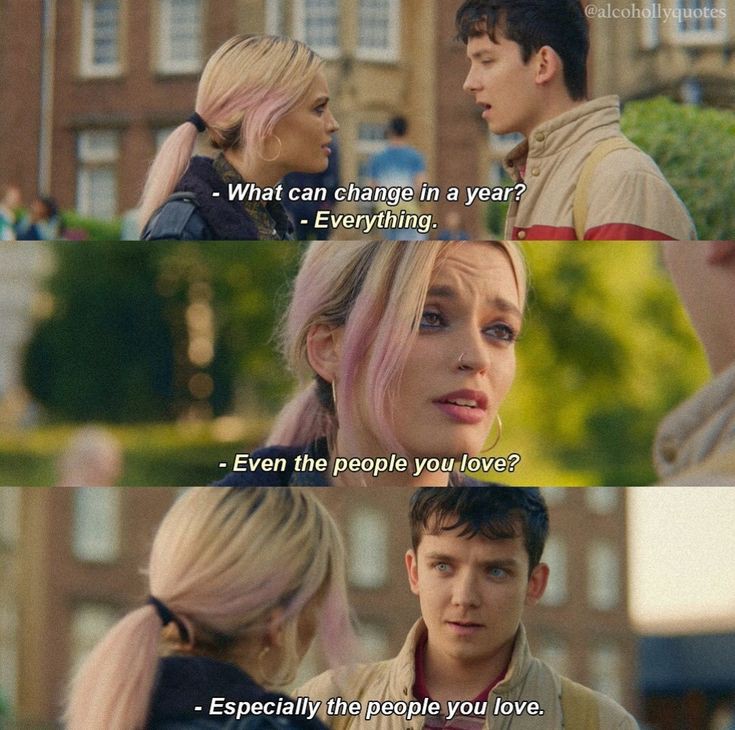 @alcohollyquotes
- What can change in a year?
- Everything.
- Even the people you love?
- Especially the people you love.